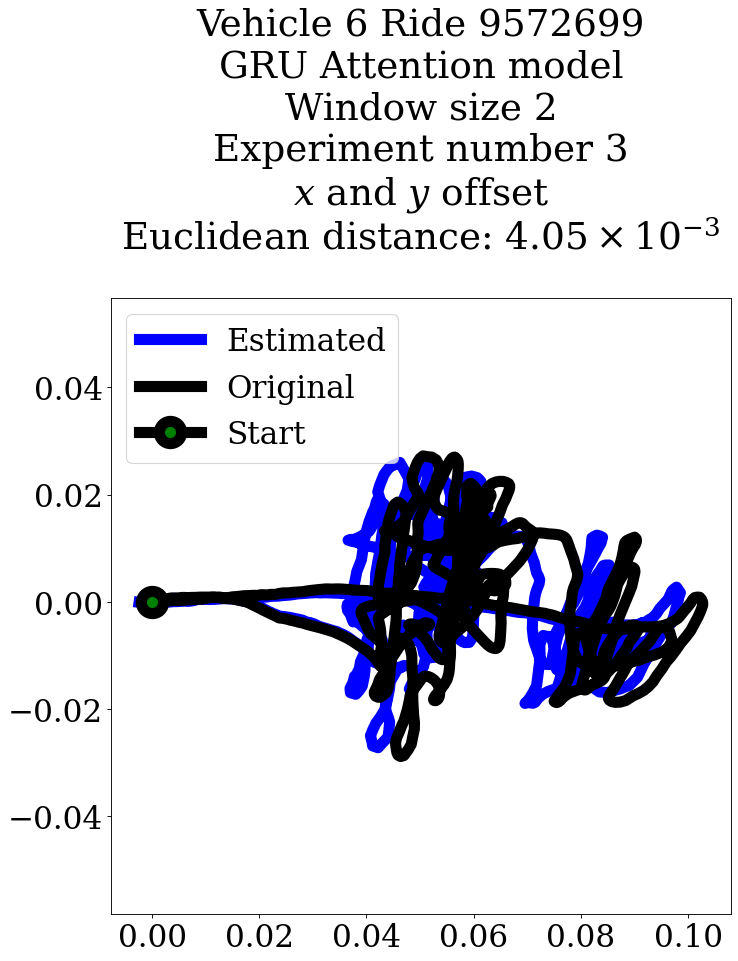 Vehicle 6 Ride 9572699
GRU Attention model
Window size 2
Experiment number 3
x and y offset
Euclidean distance: 4.05 × 10⁻³
Estimated
Original
Start
0.04
0.02
0.00
−0.02
−0.04
0.00 0.02 0.04 0.06 0.08 0.10